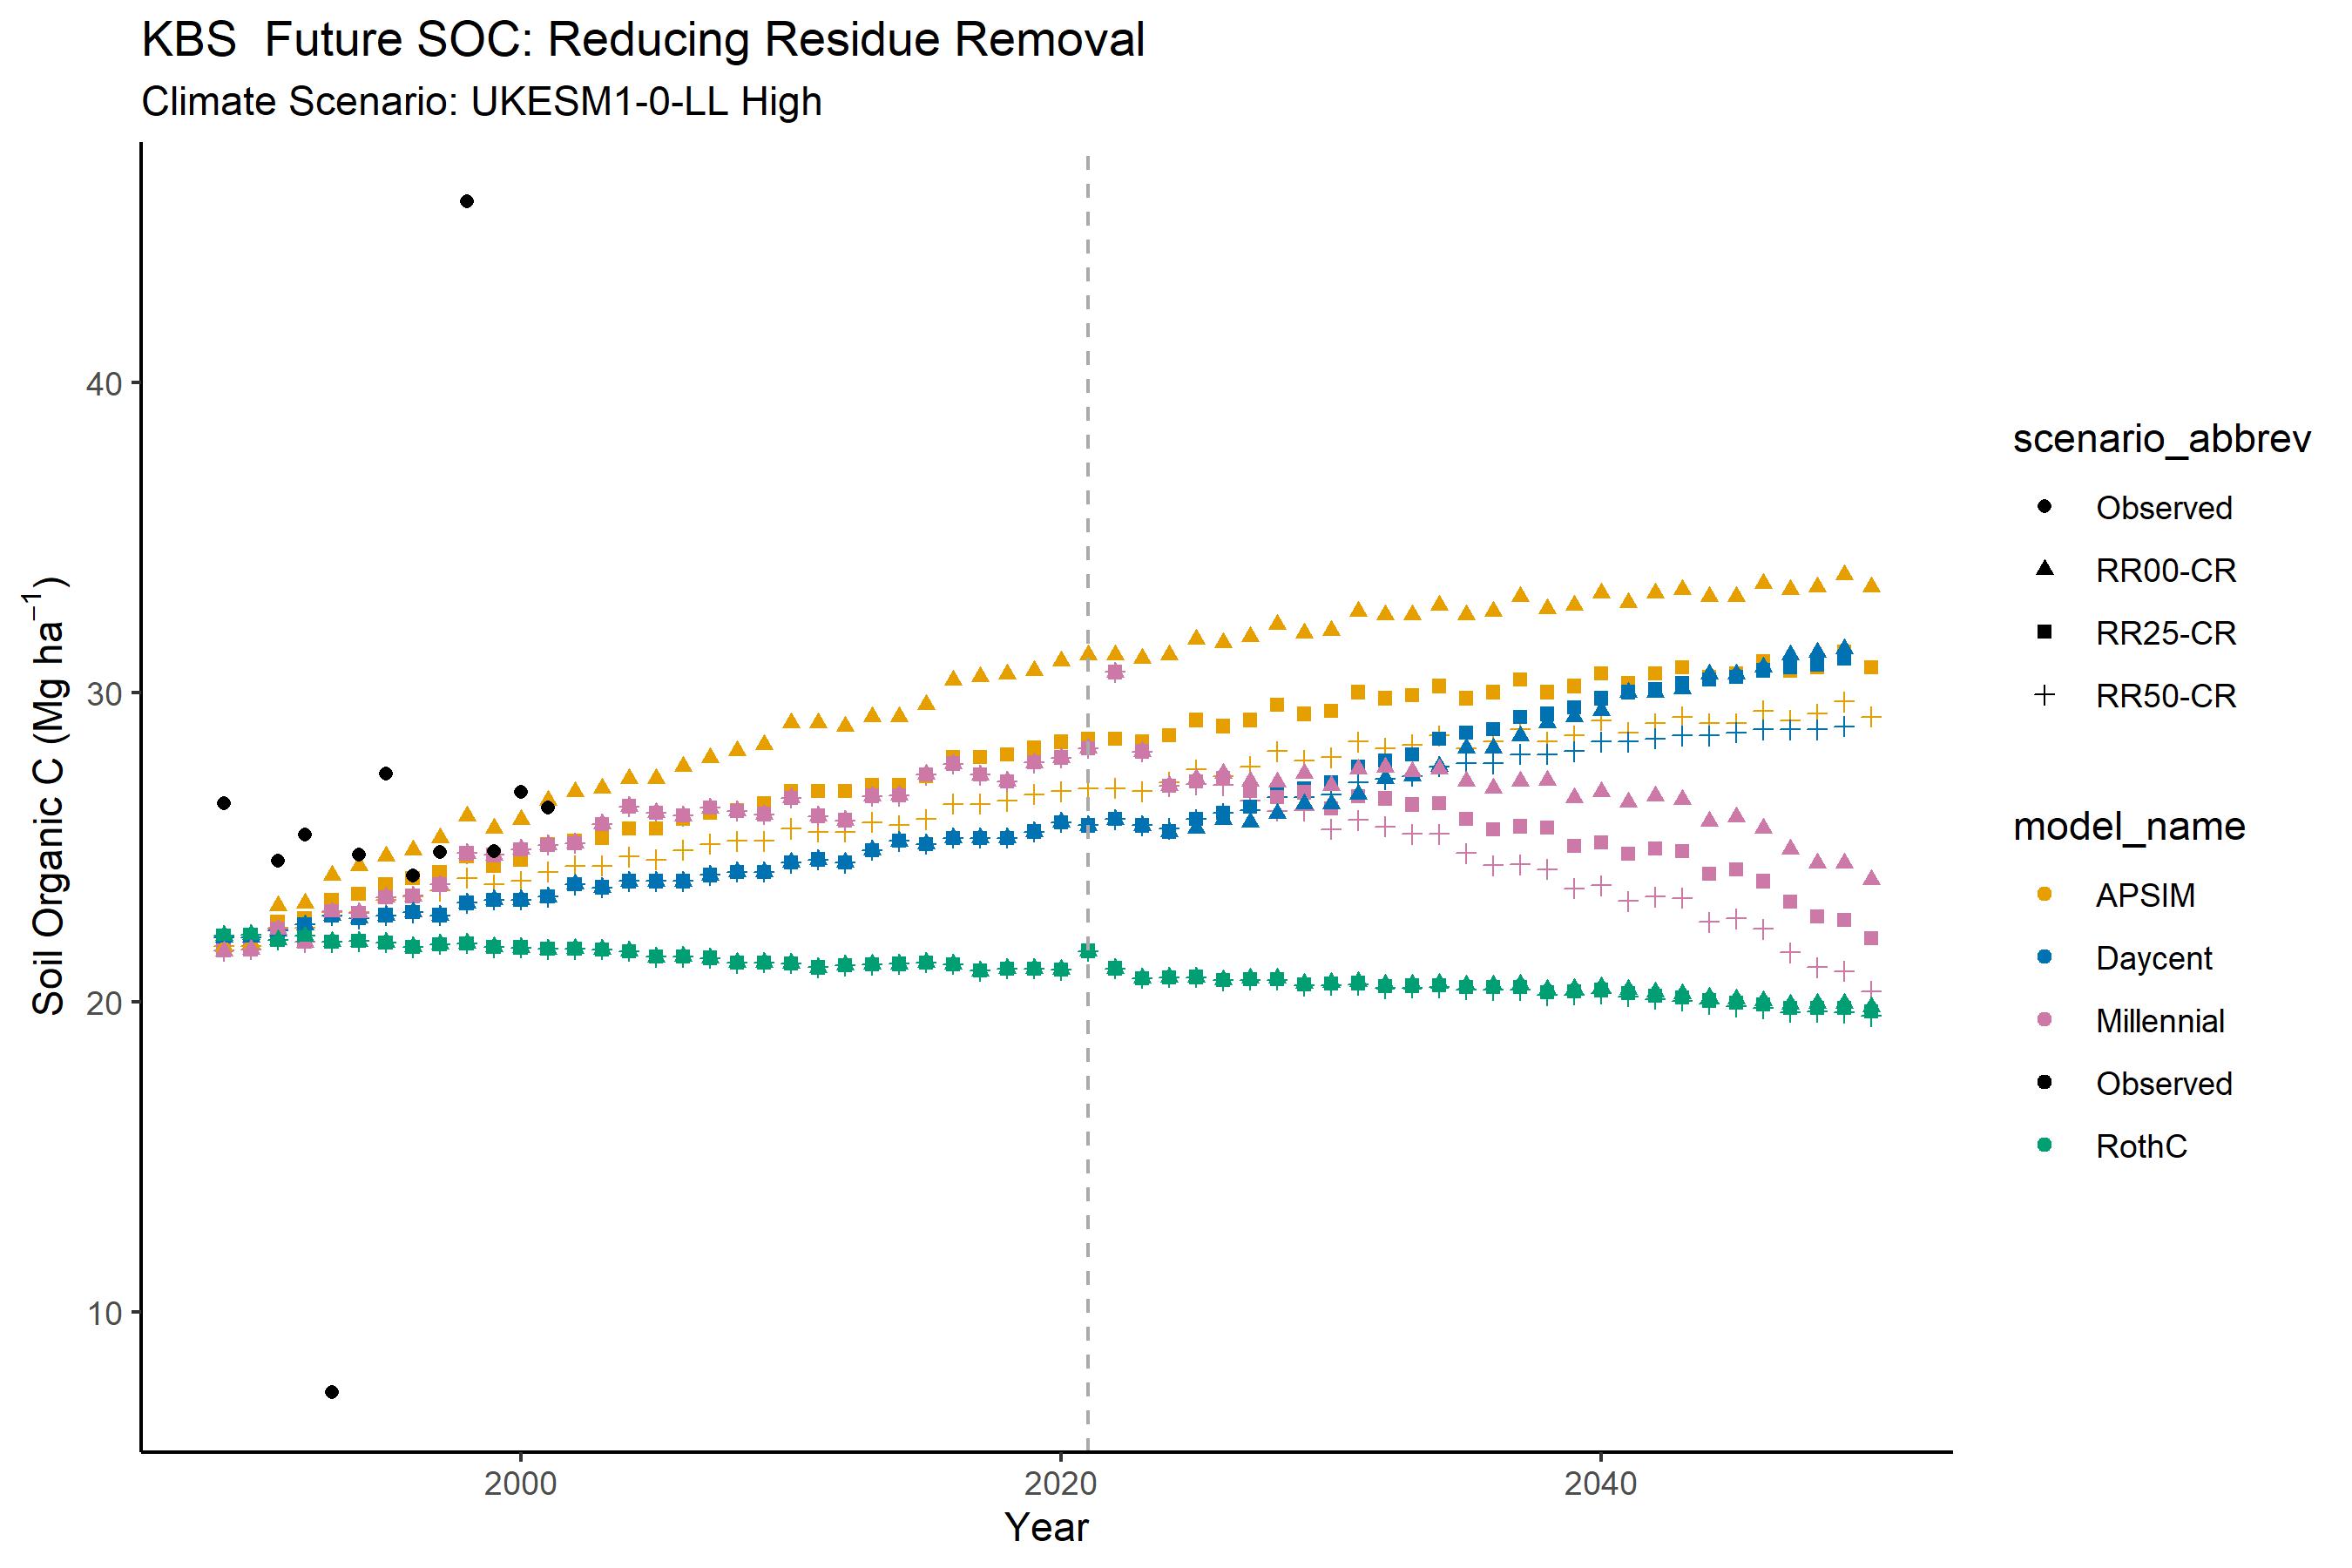 KBS  Future SOC: Reducing Residue Removal
Climate Scenario: UKESM1-0-LL High
Soil Organic C (Mg ha⁻¹)
40
30
20
10
2000
2020
2040
Year
scenario_abbrev
Observed
RR00-CR
RR25-CR
RR50-CR
model_name
APSIM
Daycent
Millennial
Observed
RothC